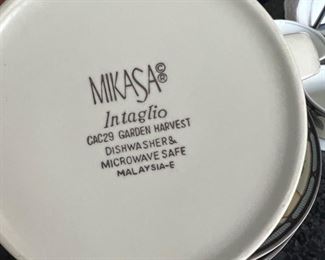 MIKASA©®
Intaglio
CAC29 GARDEN HARVEST
DISHWASHER &
MICROWAVE SAFE
MALAYSIA-E